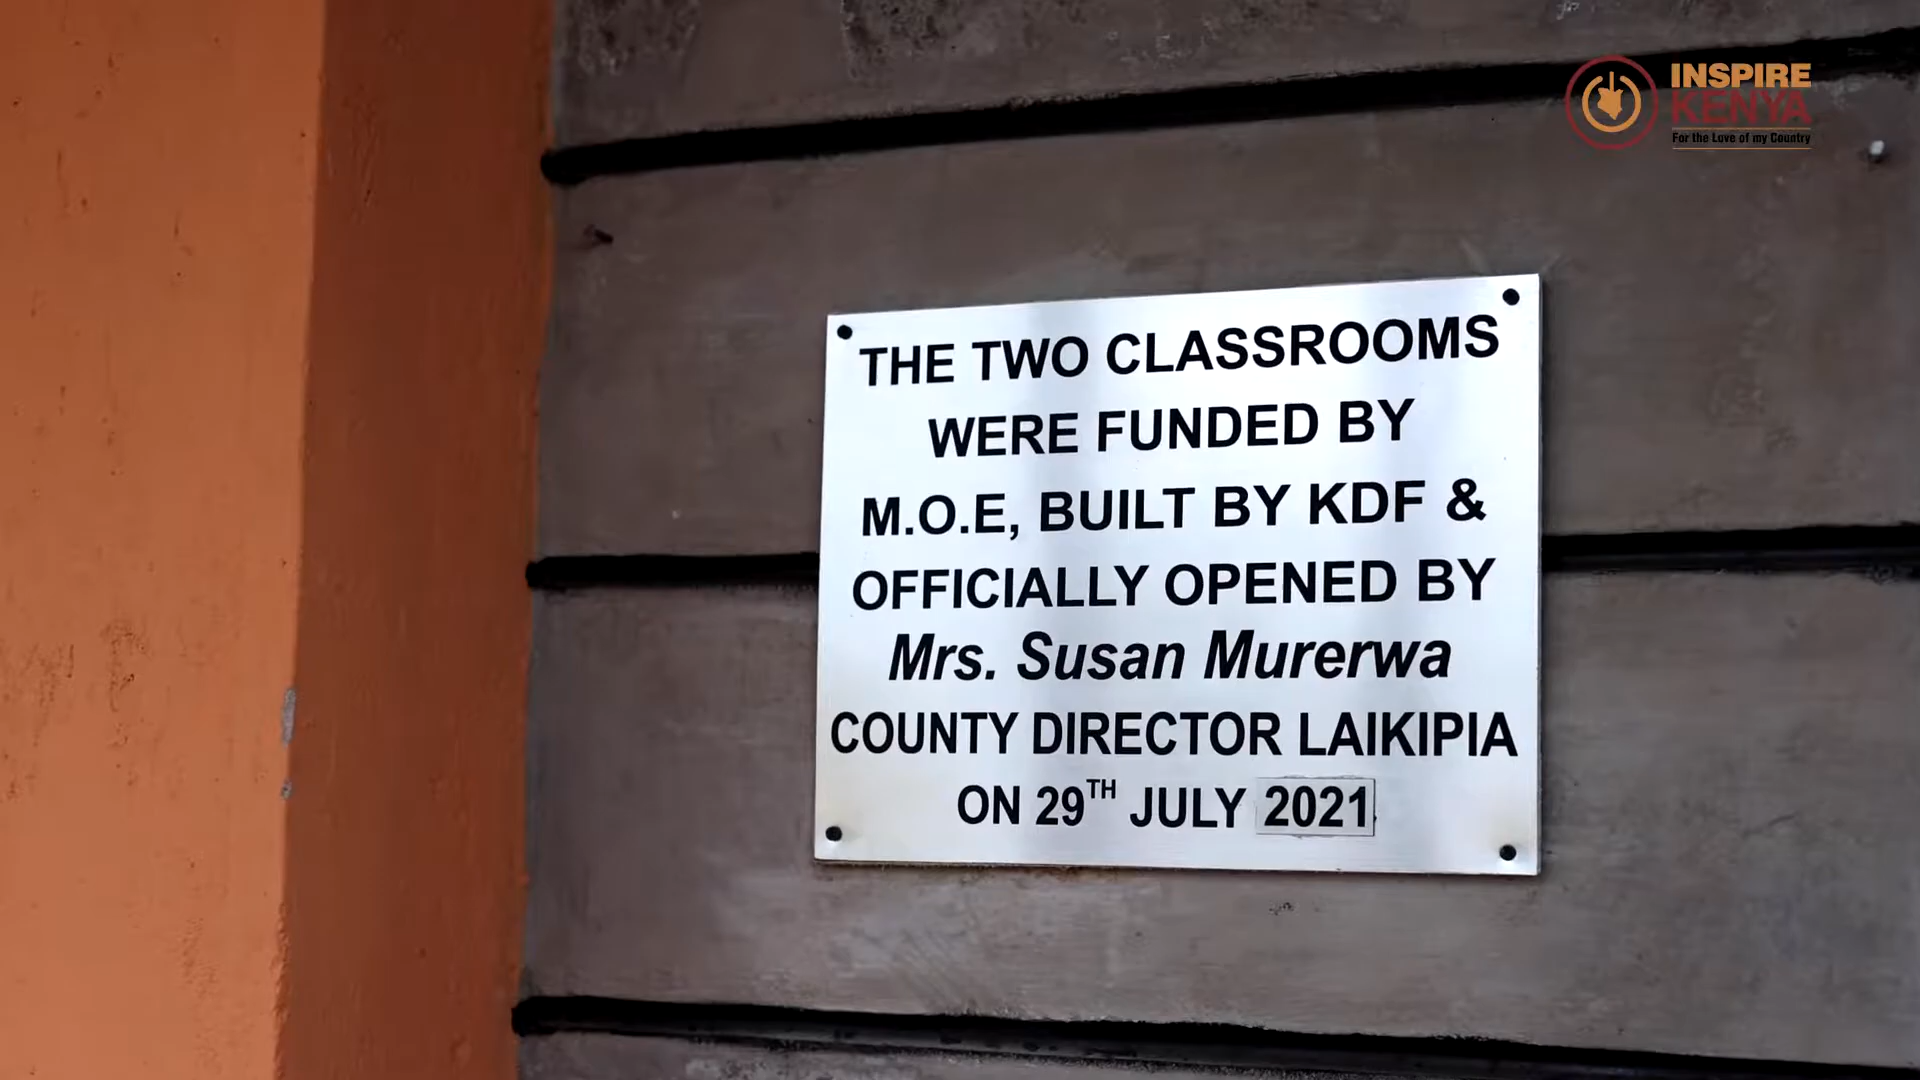 INSPIRE
KENYA
For the Love of my Country
THE TWO CLASSROOMS
WERE FUNDED BY
M.O.E, BUILT BY KDF &
OFFICIALLY OPENED BY
Mrs. Susan Murerwa
COUNTY DIRECTOR LAIKIPIA
ON 29TH JULY 2021